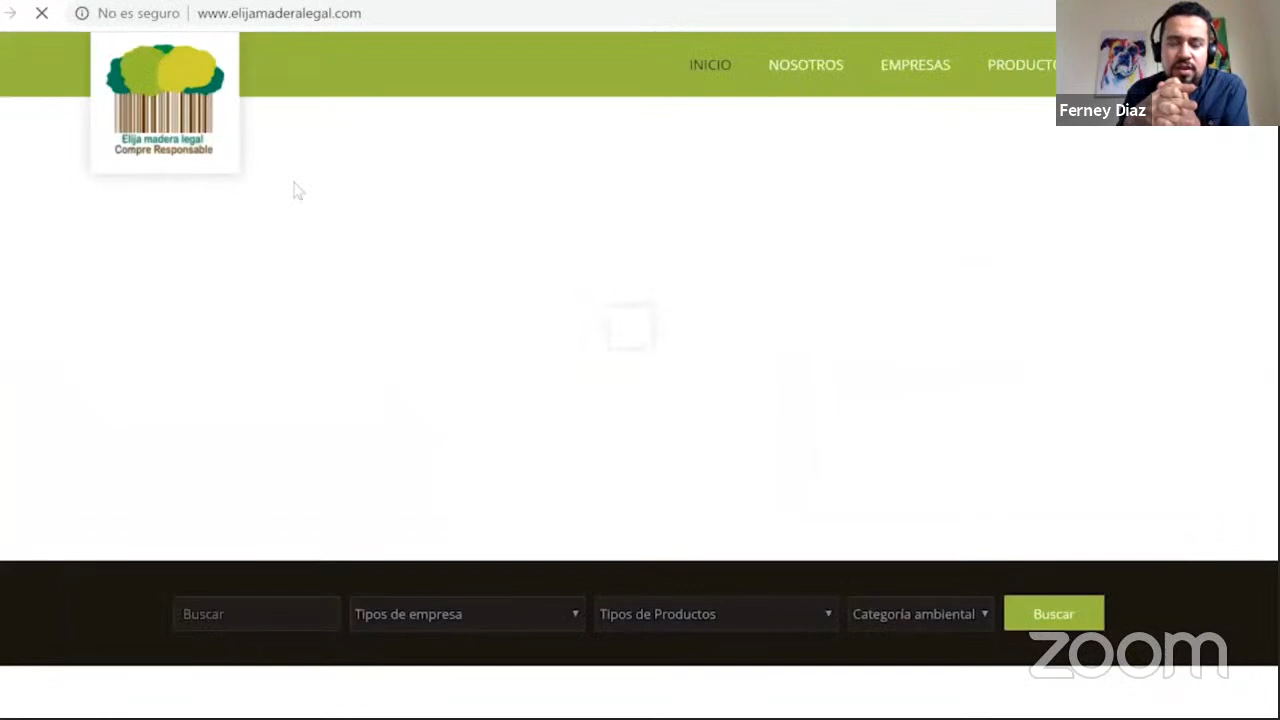 No es seguro | www.elijamaderalegal.com
INICIO NOSOTROS EMPRESAS PRODUCTO
Ferney Diaz
Elija madera legal
Compre Responsable
Buscar Tipos de empresa Tipos de Productos Categoría ambiental Buscar
zoom